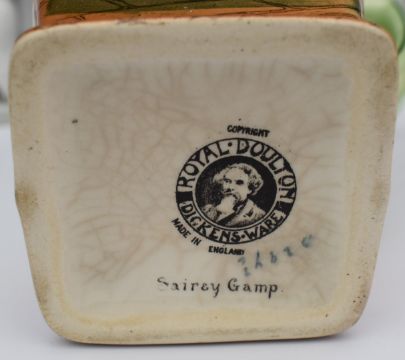 COPYRIGHT
ROYAL·DOULTON
DICKENS·WARE
MADE IN ENGLAND
Sairey Gamp.